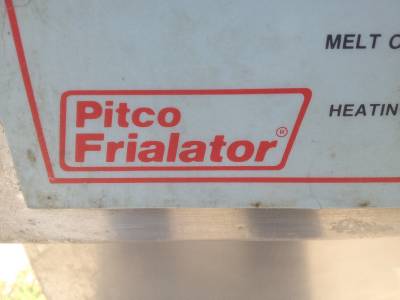 MELT C
Pitco
Frialator®
HEATIN